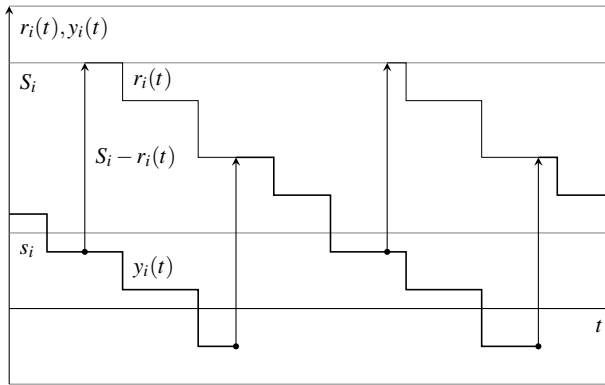 r_i(t), y_i(t)
S_i
r_i(t)
S_i − r_i(t)
s_i
y_i(t)
t